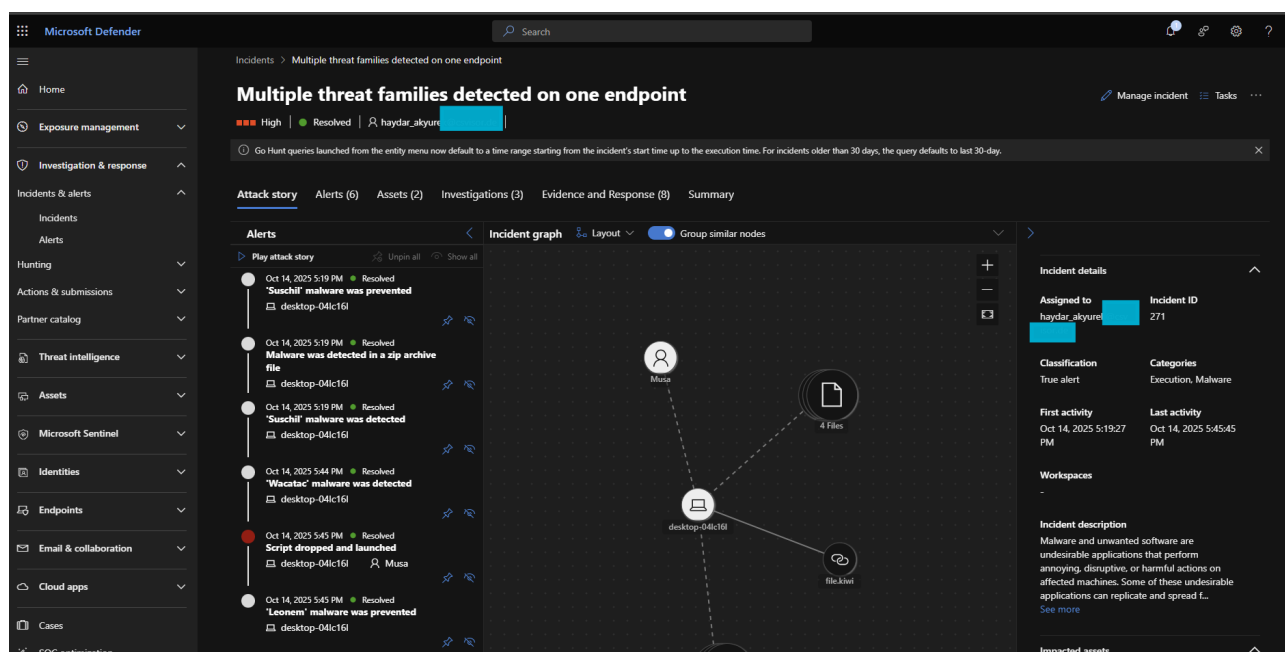 Microsoft Defender
Search
Home
Exposure management
Investigation & response
Incidents & alerts
Incidents
Alerts
Hunting
Actions & submissions
Partner catalog
Threat intelligence
Assets
Microsoft Sentinel
Identities
Endpoints
Email & collaboration
Cloud apps
Cases
SOC optimization
Incidents > Multiple threat families detected on one endpoint
Multiple threat families detected on one endpoint
Manage incident
Tasks
High | Resolved | haydar_akyure
Go Hunt queries launched from the entity menu now default to a time range starting from the incident's start time up to the execution time. For incidents older than 30 days, the query defaults to last 30-day.
Attack story Alerts (6) Assets (2) Investigations (3) Evidence and Response (8) Summary
Alerts
Play attack story Unpin all Show all
Oct 14, 2025 5:19 PM Resolved
'Suschil' malware was prevented
desktop-04lc16l
Oct 14, 2025 5:19 PM Resolved
Malware was detected in a zip archive
file
desktop-04lc16l
Oct 14, 2025 5:19 PM Resolved
'Suschil' malware was detected
desktop-04lc16l
Oct 14, 2025 5:44 PM Resolved
'Wacatac' malware was detected
desktop-04lc16l
Oct 14, 2025 5:45 PM Resolved
Script dropped and launched
desktop-04lc16l Musa
Oct 14, 2025 5:45 PM Resolved
'Leonem' malware was prevented
desktop-04lc16l
Incident graph Layout Group similar nodes
Musa
4 Files
desktop-04lc16l
file.kiwi
Incident details
Assigned to Incident ID
haydar_akyurel 271
Classification Categories
True alert Execution, Malware
First activity Last activity
Oct 14, 2025 5:19:27 Oct 14, 2025 5:45:45
PM PM
Workspaces
-
Incident description
Malware and unwanted software are
undesirable applications that perform
annoying, disruptive, or harmful actions on
affected machines. Some of these undesirable
applications can replicate and spread f...
See more
Impacted assets